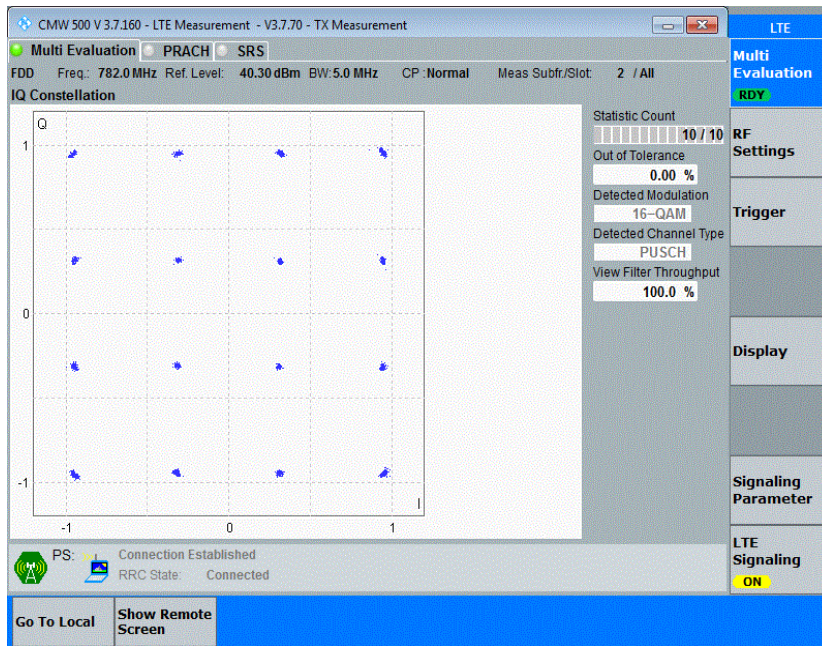 CMW 500 V 3.7.160 - LTE Measurement - V3.7.70 - TX Measurement
LTE
Multi Evaluation PRACH SRS
Multi
Evaluation
RDY
FDD Freq.: 782.0 MHz Ref. Level: 40.30 dBm BW: 5.0 MHz CP : Normal Meas Subfr/Slot: 2 / All
IQ Constellation
Q
1
0
-1
I
-1 0 1
Statistic Count
10 / 10
Out of Tolerance
0.00 %
Detected Modulation
16-QAM
Detected Channel Type
PUSCH
View Filter Throughput
100.0 %
RF
Settings
Trigger
Display
Signaling
Parameter
LTE
Signaling
ON
PS: Connection Established
RRC State: Connected
Go To Local
Show Remote
Screen